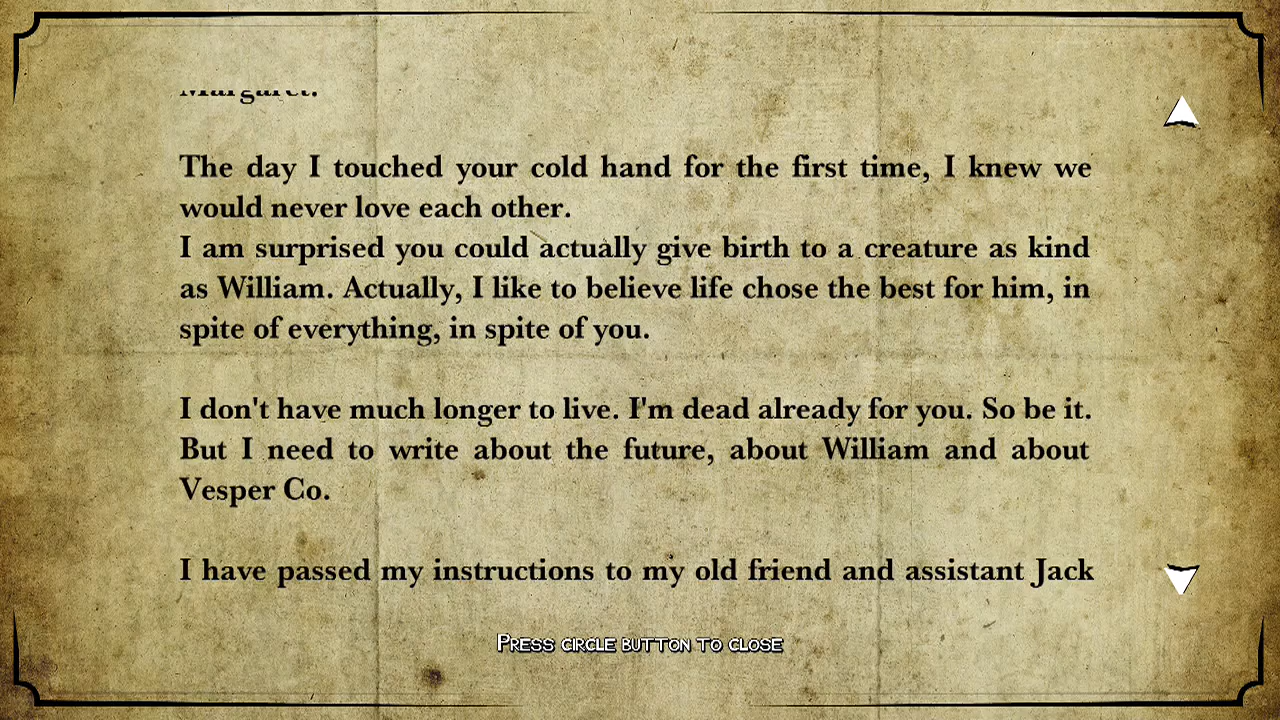 Margaret.
The day I touched your cold hand for the first time, I knew we
would never love each other.
I am surprised you could actually give birth to a creature as kind
as William. Actually, I like to believe life chose the best for him, in
spite of everything, in spite of you.
I don't have much longer to live. I'm dead already for you. So be it.
But I need to write about the future, about William and about
Vesper Co.
I have passed my instructions to my old friend and assistant Jack
Press circle button to close